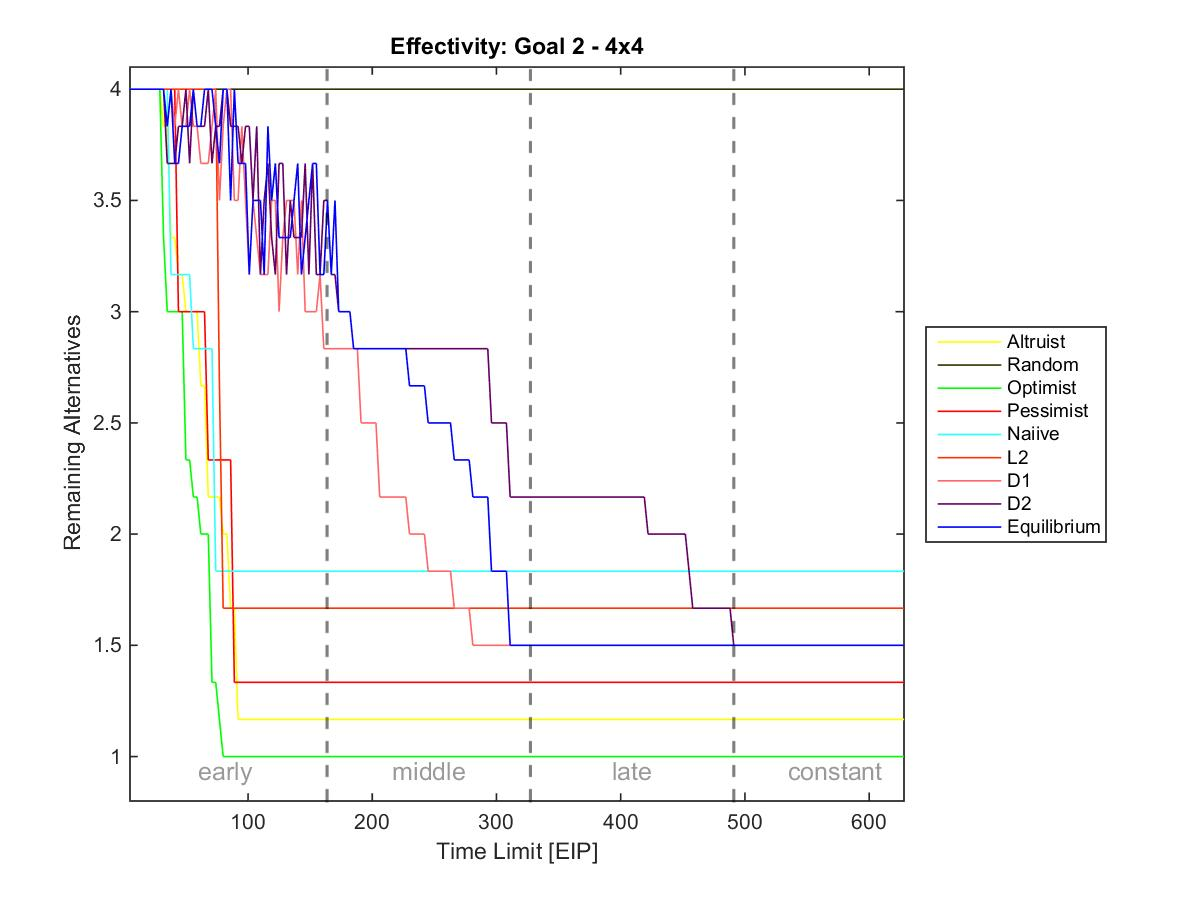 Effectivity: Goal 2 - 4x4
Remaining Alternatives
4
3.5
3
2.5
2
1.5
1
early
middle
late
constant
100
200
300
400
500
600
Time Limit [EIP]
Altruist
Random
Optimist
Pessimist
Naiive
L2
D1
D2
Equilibrium